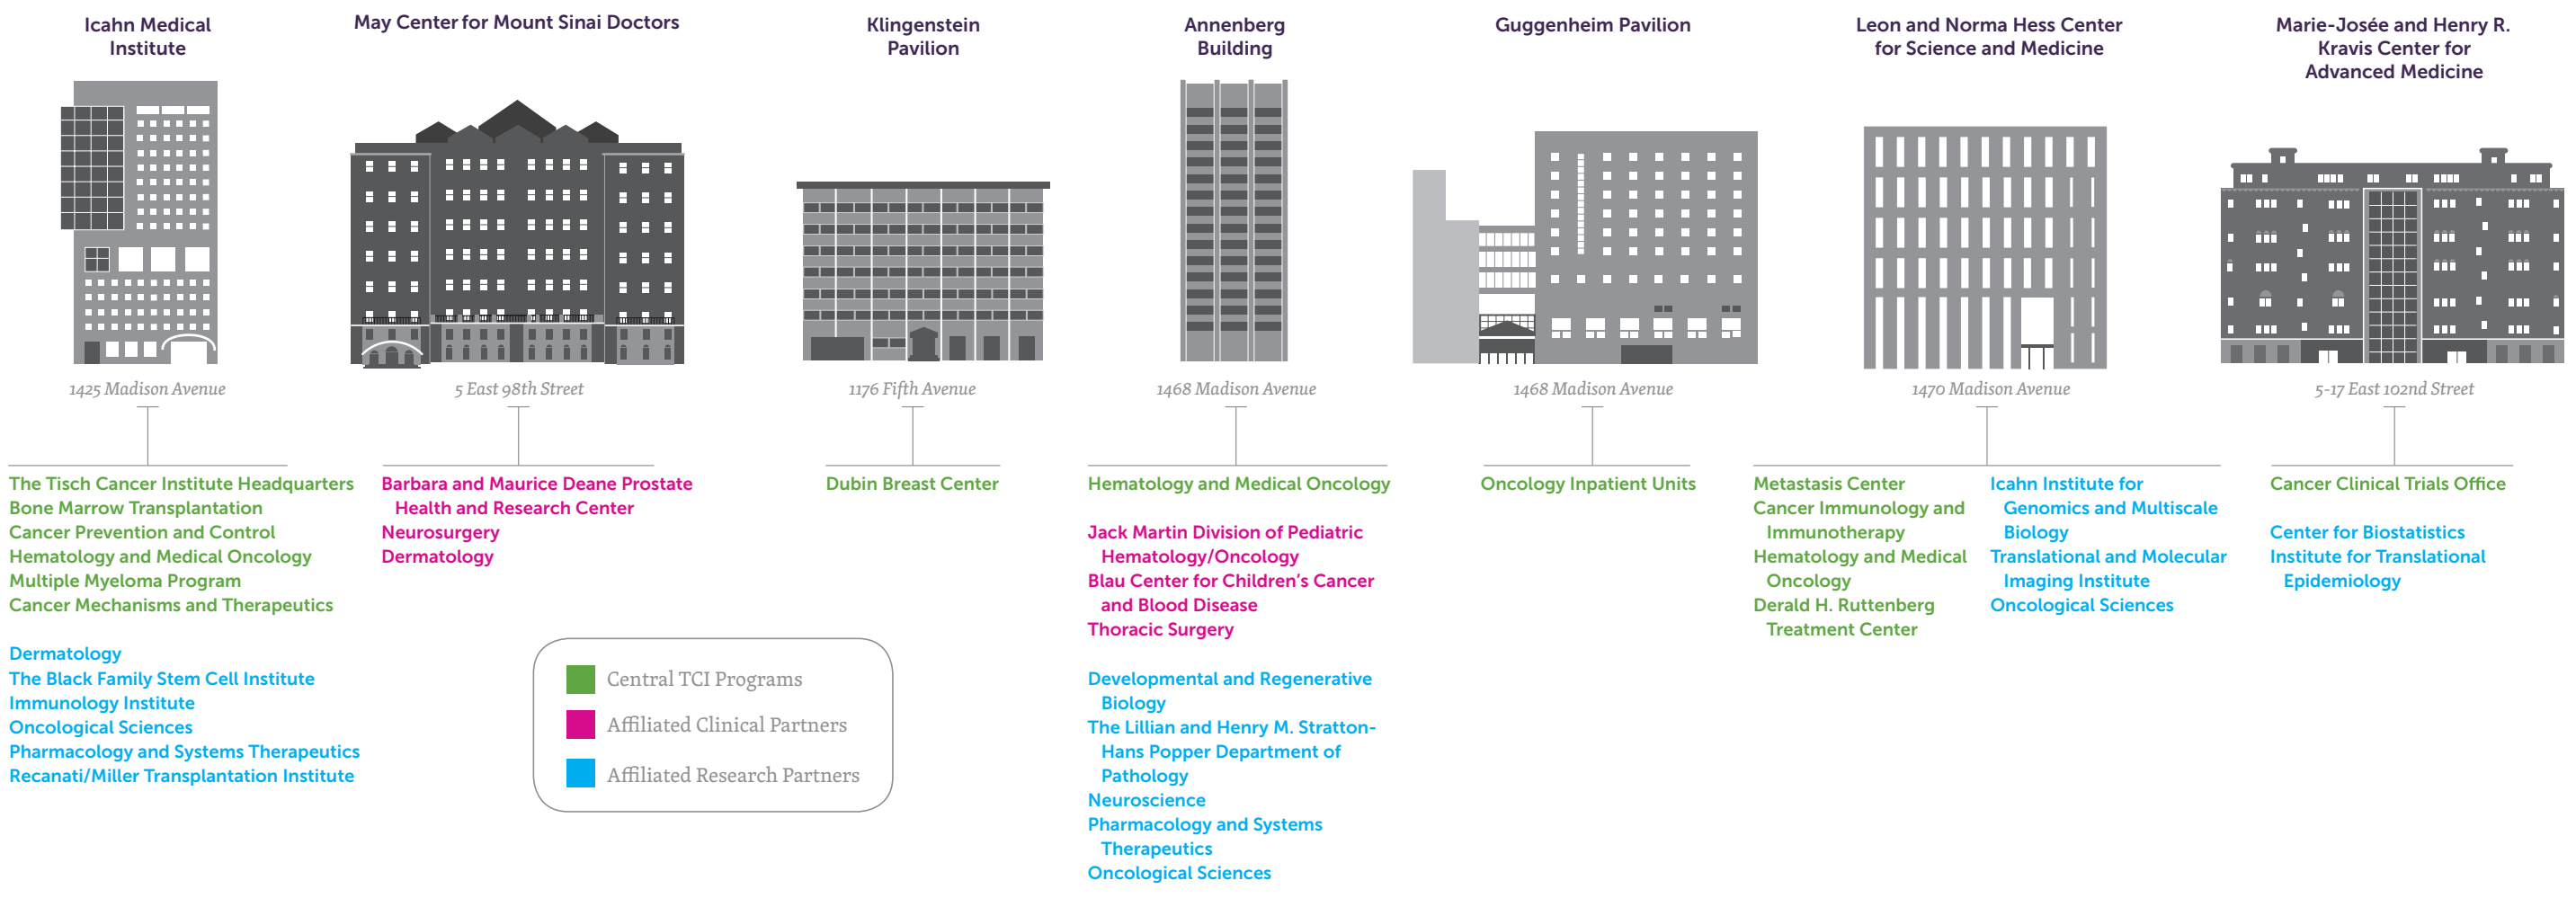 Icahn Medical
Institute
1425 Madison Avenue
The Tisch Cancer Institute Headquarters
Bone Marrow Transplantation
Cancer Prevention and Control
Hematology and Medical Oncology
Multiple Myeloma Program
Cancer Mechanisms and Therapeutics
Dermatology
The Black Family Stem Cell Institute
Immunology Institute
Oncological Sciences
Pharmacology and Systems Therapeutics
Recanati/Miller Transplantation Institute
May Center for Mount Sinai Doctors
5 East 98th Street
Barbara and Maurice Deane Prostate
Health and Research Center
Neurosurgery
Dermatology
Klingenstein
Pavilion
1176 Fifth Avenue
Dubin Breast Center
Annenberg
Building
1468 Madison Avenue
Hematology and Medical Oncology
Jack Martin Division of Pediatric
Hematology/Oncology
Blau Center for Children’s Cancer
and Blood Disease
Thoracic Surgery
Developmental and Regenerative
Biology
The Lillian and Henry M. Stratton-
Hans Popper Department of
Pathology
Neuroscience
Pharmacology and Systems
Therapeutics
Oncological Sciences
Guggenheim Pavilion
1468 Madison Avenue
Oncology Inpatient Units
Leon and Norma Hess Center
for Science and Medicine
1470 Madison Avenue
Metastasis Center
Cancer Immunology and
Immunotherapy
Hematology and Medical
Oncology
Derald H. Ruttenberg
Treatment Center
Icahn Institute for
Genomics and Multiscale
Biology
Translational and Molecular
Imaging Institute
Oncological Sciences
Marie-Josée and Henry R.
Kravis Center for
Advanced Medicine
5-17 East 102nd Street
Cancer Clinical Trials Office
Center for Biostatistics
Institute for Translational
Epidemiology
Central TCI Programs
Affiliated Clinical Partners
Affiliated Research Partners